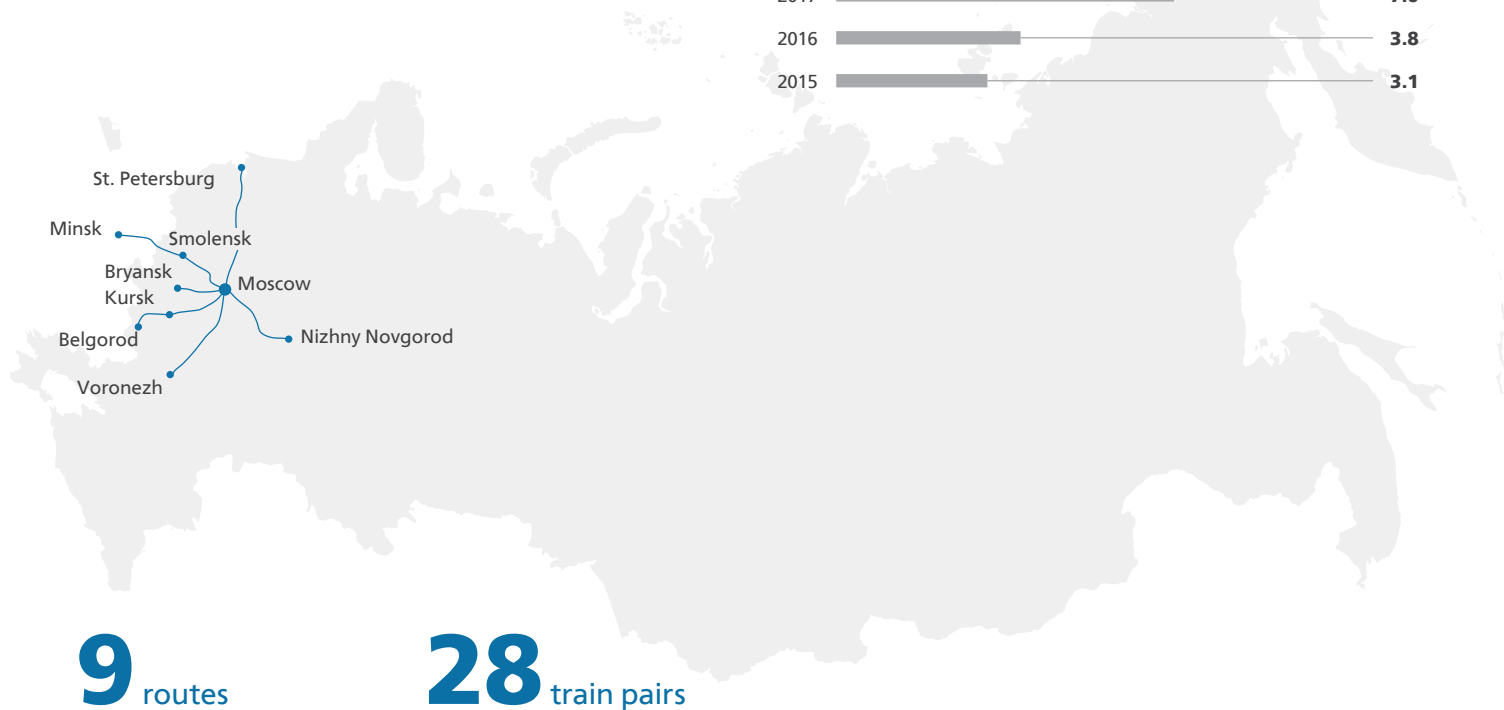 2017
2016 3.8
2015 3.1
St. Petersburg
Minsk
Smolensk
Bryansk
Moscow
Kursk
Nizhny Novgorod
Belgorod
Voronezh
9 routes
28 train pairs